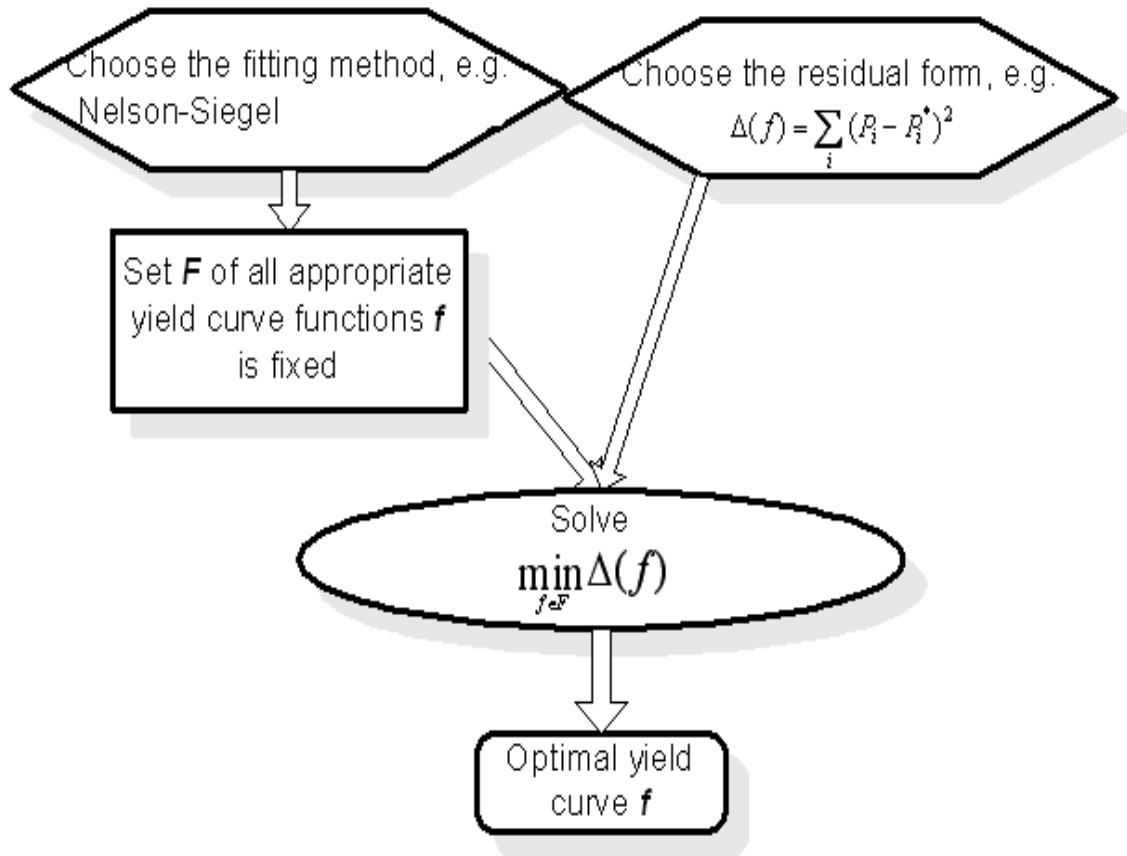 Choose the fitting method, e.g.
Nelson-Siegel
Choose the residual form, e.g.
Δ(f) = ∑ᵢ (Pᵢ − Pᵢ*)²
Set F of all appropriate
yield curve functions f
is fixed
Solve
min Δ(f)
f∈F
Optimal yield
curve f